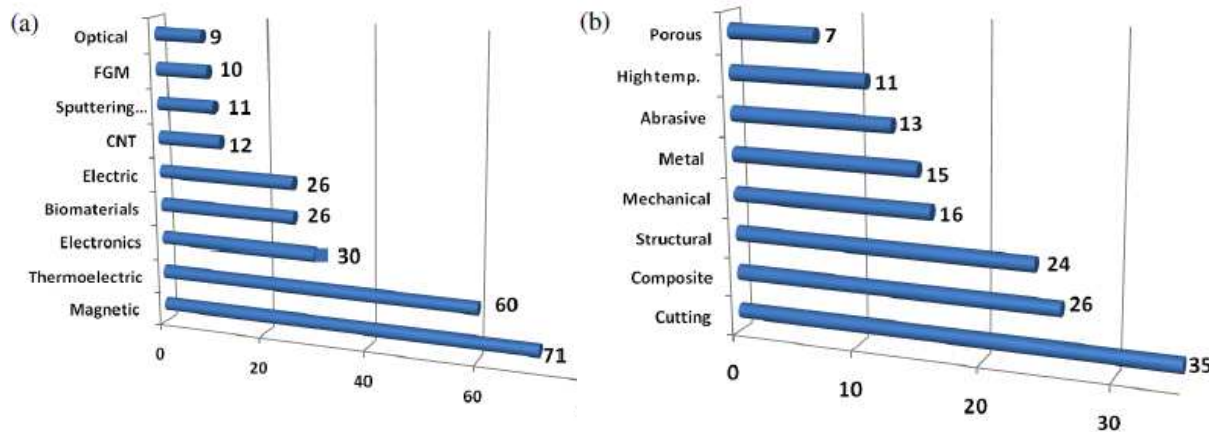 (a)
Optical 9
FGM 10
Sputtering... 11
CNT 12
Electric 26
Biomaterials 26
Electronics 30
Thermoelectric 60
Magnetic 71
0 20 40 60
(b)
Porous 7
High temp. 11
Abrasive 13
Metal 15
Mechanical 16
Structural 24
Composite 26
Cutting 35
0 10 20 30